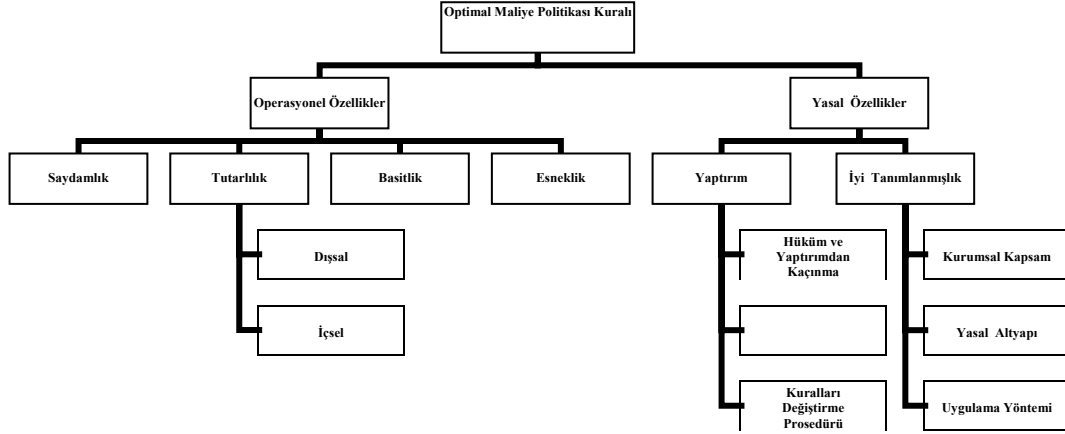 Optimal Maliye Politikası Kuralı
Operasyonel Özellikler
Yasal Özellikler
Saydamlık
Tutarlılık
Basitlik
Esneklik
Yaptırım
İyi Tanımlanmışlık
Dışsal
İçsel
Hüküm ve
Yaptırımdan
Kaçınma
Kuralları
Değiştirme
Prosedürü
Kurumsal Kapsam
Yasal Altyapı
Uygulama Yöntemi